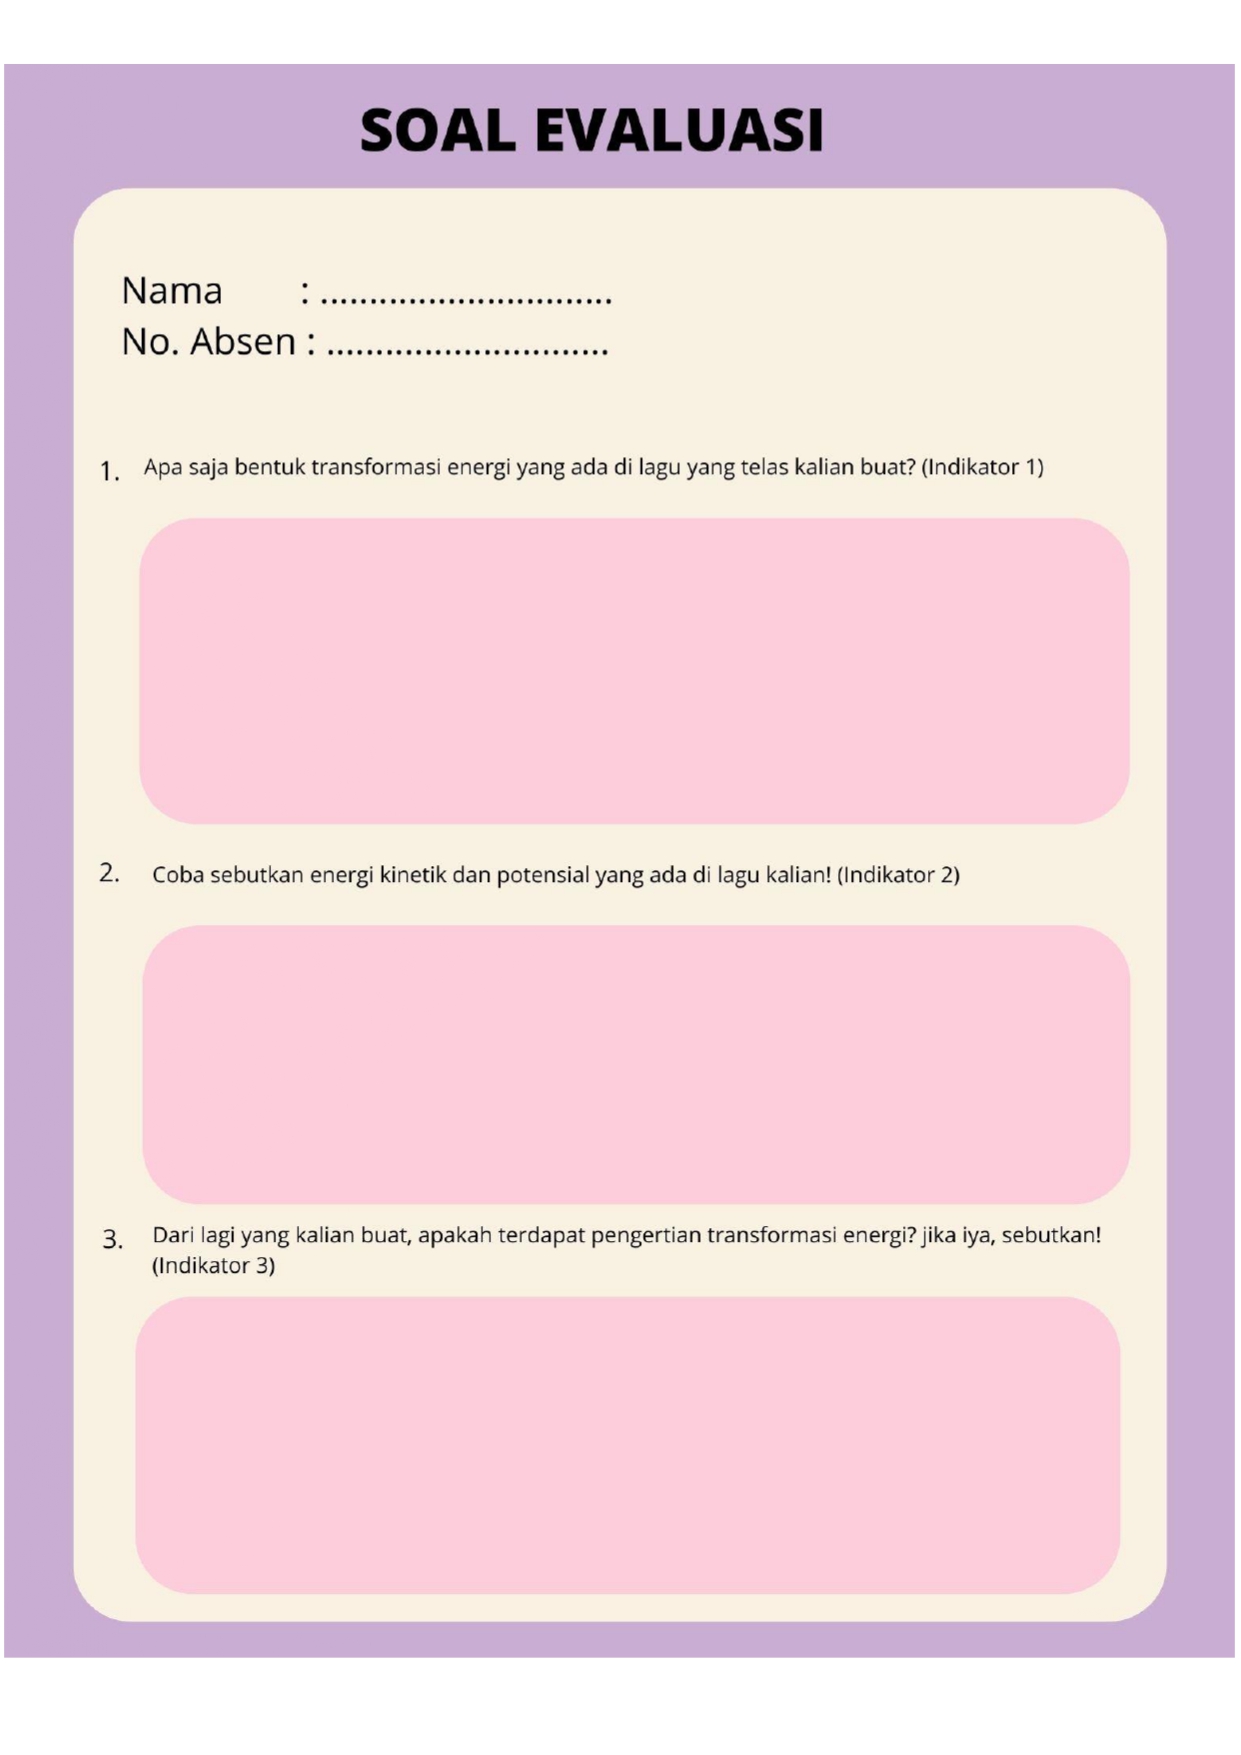 SOAL EVALUASI
Nama : ..............................
No. Absen : .............................
1. Apa saja bentuk transformasi energi yang ada di lagu yang telas kalian buat? (Indikator 1)
2. Coba sebutkan energi kinetik dan potensial yang ada di lagu kalian! (Indikator 2)
3. Dari lagi yang kalian buat, apakah terdapat pengertian transformasi energi? jika iya, sebutkan!
(Indikator 3)